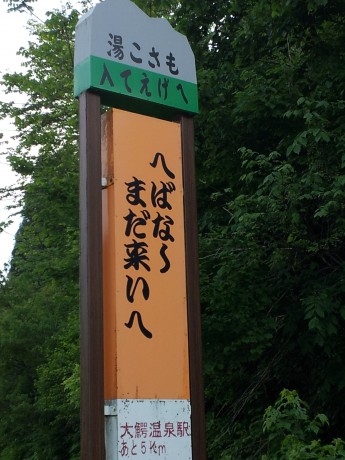 湯こさも
入てえげへ
へばな～
まだ来いへ
大鰐温泉駅
あと5km